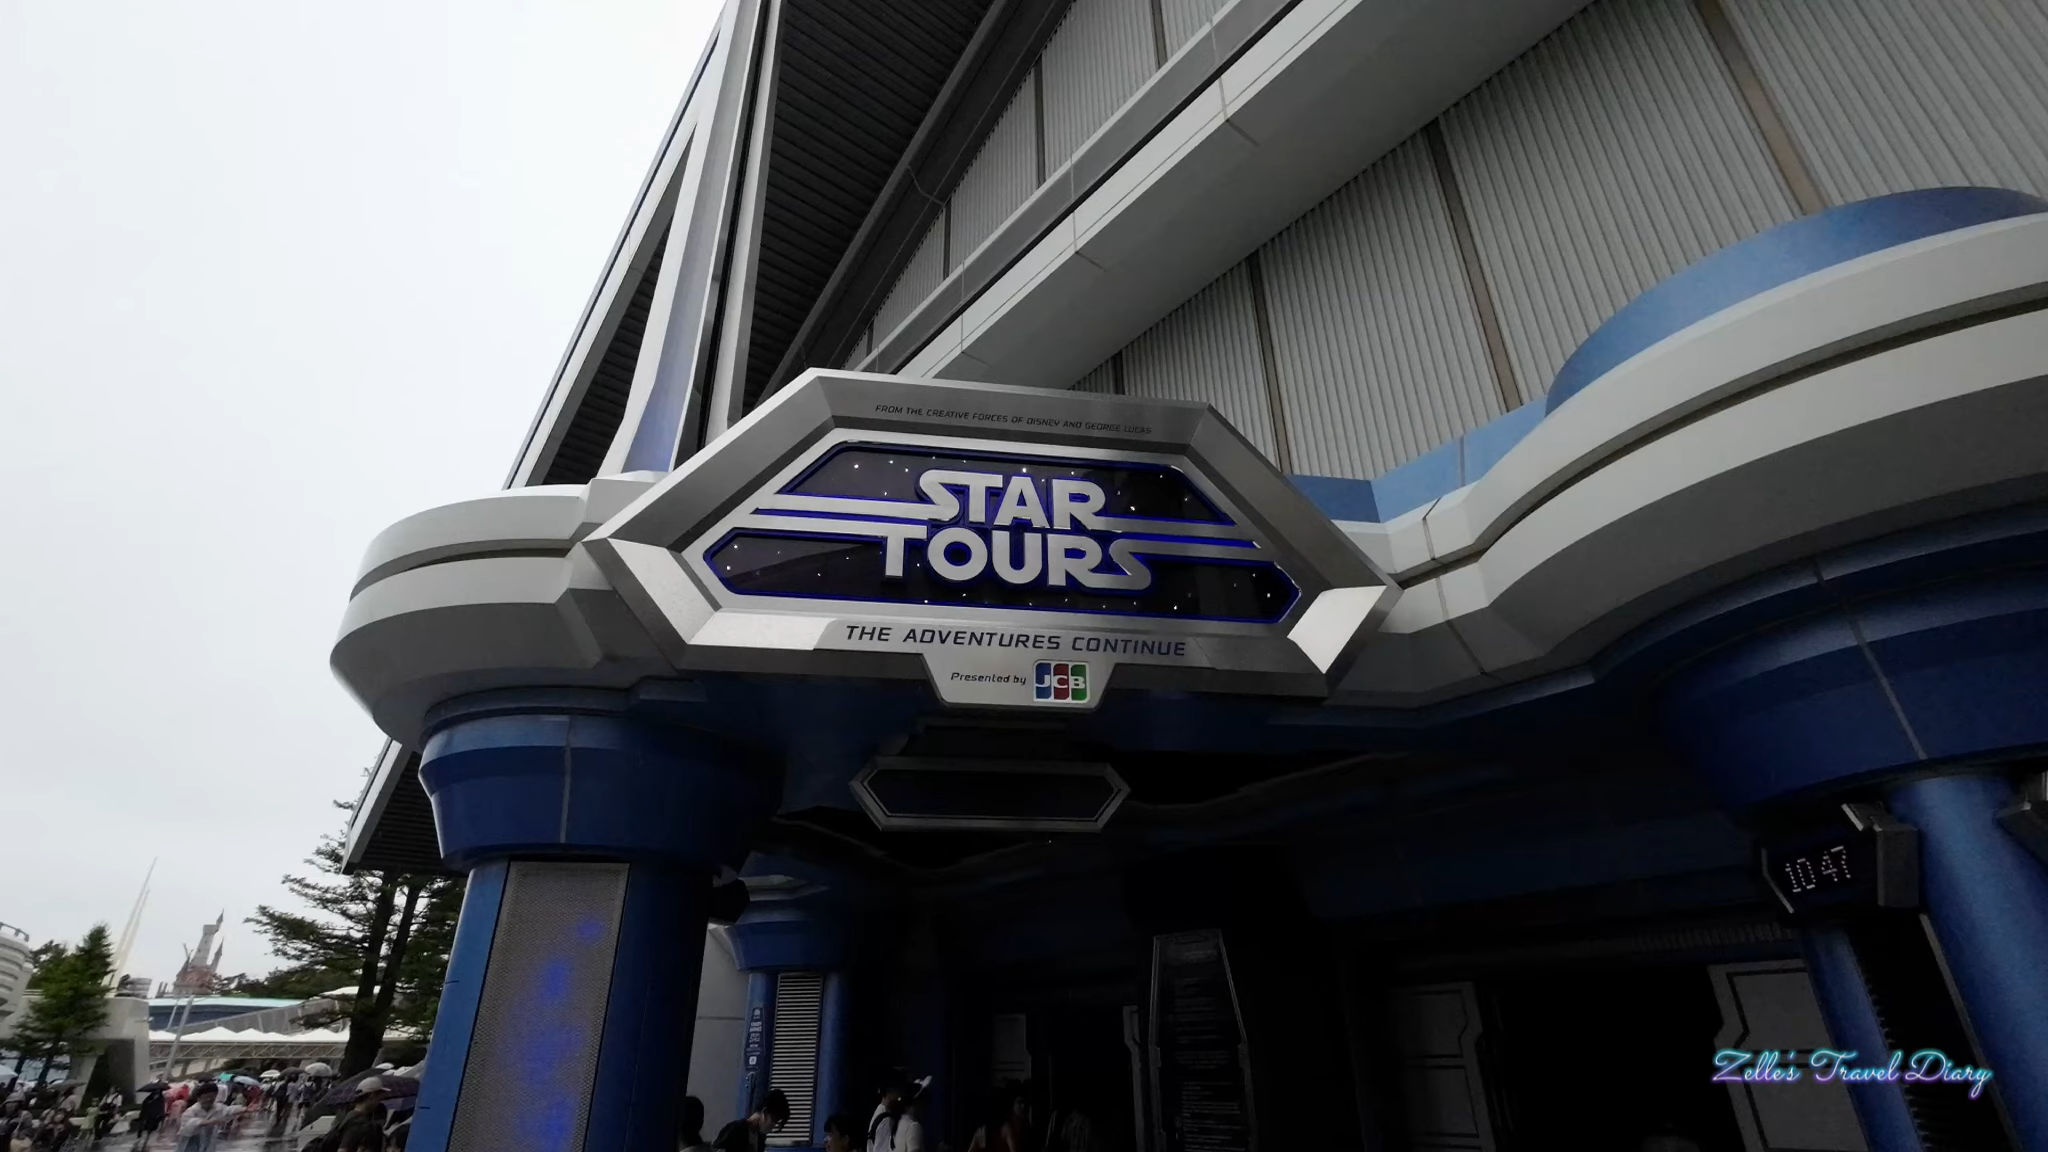 FROM THE CREATIVE FORCES OF DISNEY AND GEORGE LUCAS
STAR
TOURS
THE ADVENTURES CONTINUE
Presented by JCB
10 47
Zelle's Travel Diary